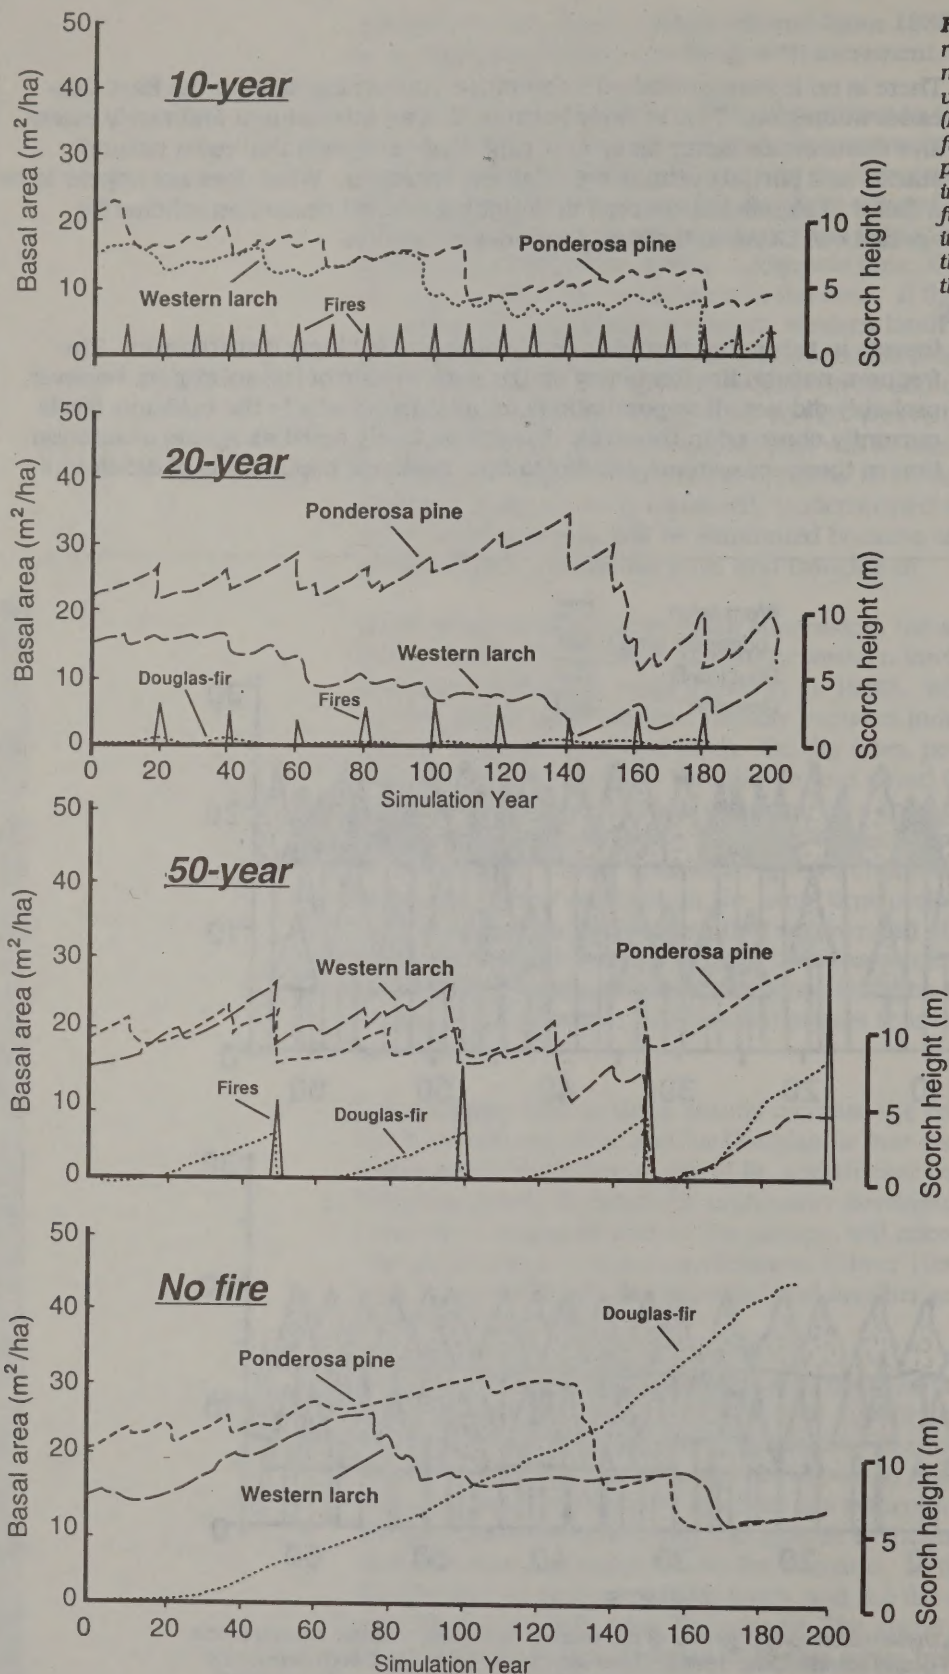 50
40
30
20
10
0
Basal area (m²/ha)
10-year
Ponderosa pine
Western larch
Fires
10
5
0
Scorch height (m)
50
40
30
20
10
0
Basal area (m²/ha)
20-year
Ponderosa pine
Western larch
Douglas-fir
Fires
10
5
0
Scorch height (m)
0 20 40 60 80 100 120 140 160 180 200
Simulation Year
50
40
30
20
10
0
Basal area (m²/ha)
50-year
Western larch
Ponderosa pine
Fires
Douglas-fir
10
5
0
Scorch height (m)
50
40
30
20
10
0
Basal area (m²/ha)
No fire
Douglas-fir
Ponderosa pine
Western larch
10
5
0
Scorch height (m)
0 20 40 60 80 100 120 140 160 180 200
Simulation Year